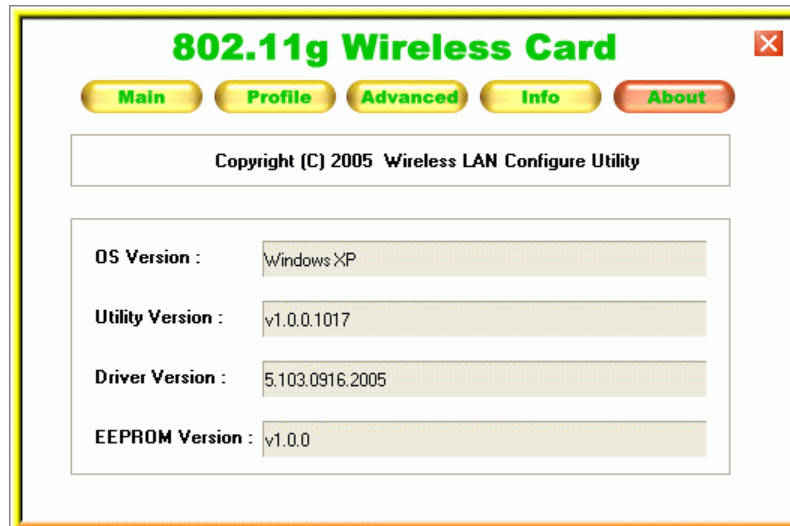 802.11g Wireless Card
Main Profile Advanced Info About
Copyright (C) 2005 Wireless LAN Configure Utility
OS Version : Windows XP
Utility Version : v1.0.0.1017
Driver Version : 5.103.0916.2005
EEPROM Version : v1.0.0